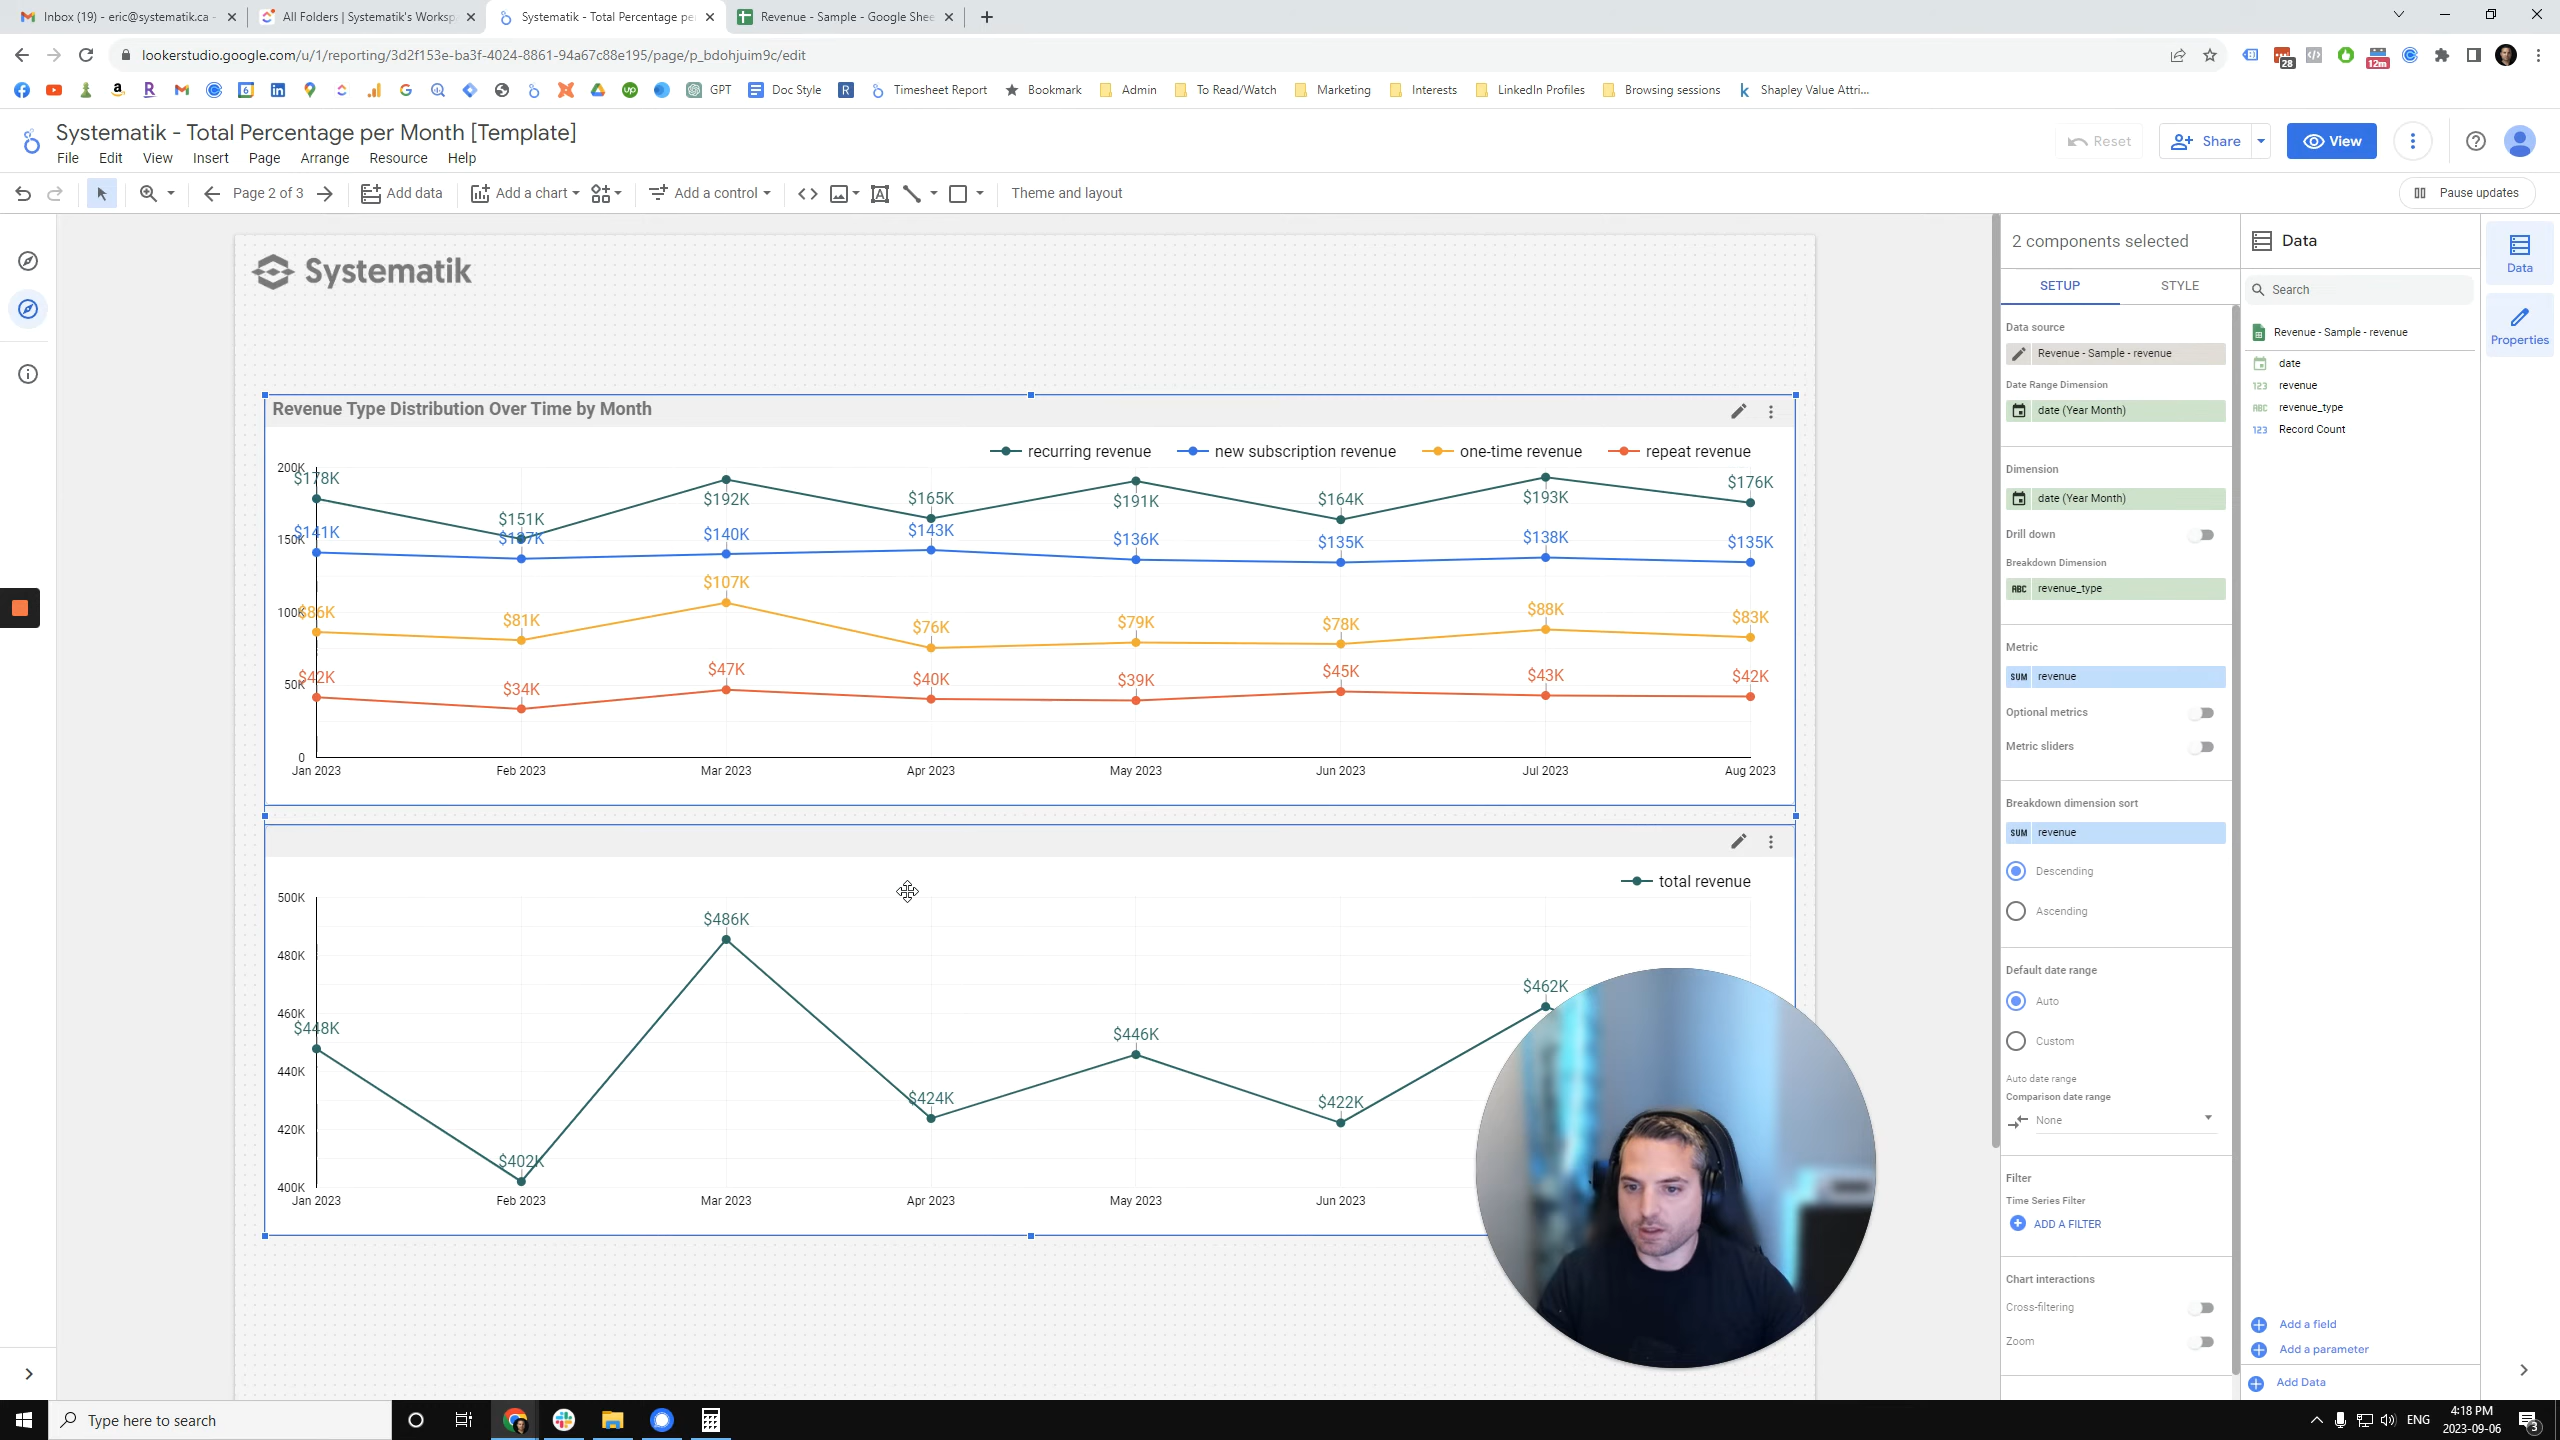 Inbox (19) - eric@systematik.ca -
All Folders | Systematik's Worksp
Systematik - Total Percentage pe
Revenue - Sample - Google Shee
lookerstudio.google.com/u/1/reporting/3d2f153e-ba3f-4024-8861-94a67c88e195/page/p_bdohjuim9c/edit
28
12m
GPT
Doc Style
Timesheet Report
Bookmark
Admin
To Read/Watch
Marketing
Interests
LinkedIn Profiles
Browsing sessions
Shapley Value Attri...
Systematik - Total Percentage per Month [Template]
File Edit View Insert Page Arrange Resource Help
Reset
Share
View
Page 2 of 3
Add data
Add a chart
Add a control
Theme and layout
Pause updates
Systematik
Revenue Type Distribution Over Time by Month
recurring revenue
new subscription revenue
one-time revenue
repeat revenue
200K
150K
100K
50K
0
$178K $151K $192K $165K $191K $164K $193K $176K
$141K $137K $140K $143K $136K $135K $138K $135K
$86K $81K $107K $76K $79K $78K $88K $83K
$42K $34K $47K $40K $39K $45K $43K $42K
Jan 2023 Feb 2023 Mar 2023 Apr 2023 May 2023 Jun 2023 Jul 2023 Aug 2023
total revenue
500K
480K
460K
440K
420K
400K
$448K $402K $486K $424K $446K $422K $462K
Jan 2023 Feb 2023 Mar 2023 Apr 2023 May 2023 Jun 2023
2 components selected
SETUP
STYLE
Data source
Revenue - Sample - revenue
Date Range Dimension
date (Year Month)
Dimension
date (Year Month)
Drill down
Breakdown Dimension
ABC revenue_type
Metric
SUM revenue
Optional metrics
Metric sliders
Breakdown dimension sort
SUM revenue
Descending
Ascending
Default date range
Auto
Custom
Auto date range
Comparison date range
None
Filter
Time Series Filter
ADD A FILTER
Chart interactions
Cross-filtering
Zoom
Data
Search
Revenue - Sample - revenue
date
123 revenue
ABC revenue_type
123 Record Count
Add a field
Add a parameter
Add Data
Data
Properties
Type here to search
ENG
4:18 PM
2023-09-06
3